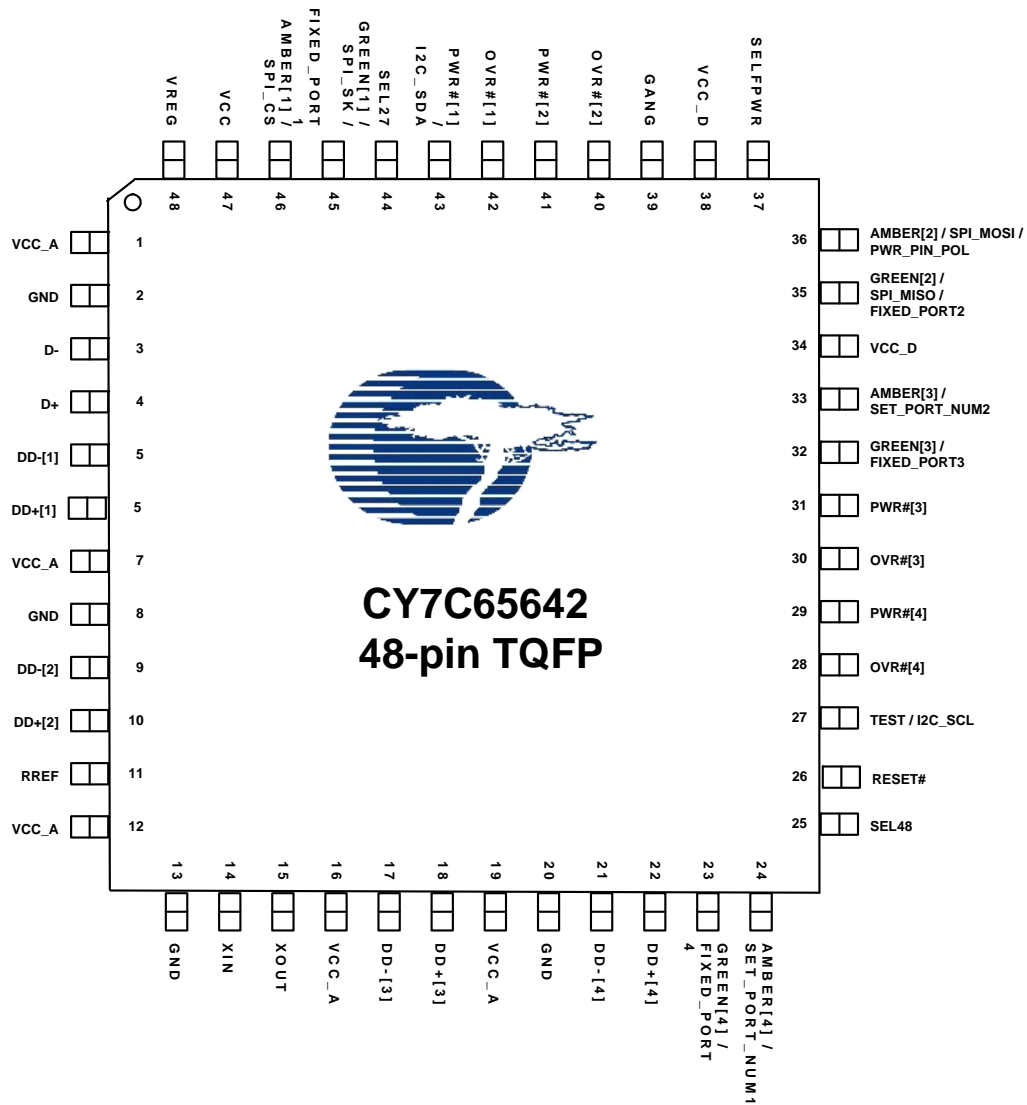 VREG
VCC
AMBER[1] /
SPI_CS
GREEN[1] /
SPI_SK /
FIXED_PORT
1
SEL27
PWR#[1]
/
I2C_SDA
OVR#[1]
PWR#[2]
OVR#[2]
GANG
VCC_D
SELFPWR
48
47
46
45
44
43
42
41
40
39
38
37
VCC_A 1
GND 2
D- 3
D+ 4
DD-[1] 5
DD+[1] 5
VCC_A 7
GND 8
DD-[2] 9
DD+[2] 10
RREF 11
VCC_A 12
CY7C65642
48-pin TQFP
36 AMBER[2] / SPI_MOSI /
PWR_PIN_POL
35 GREEN[2] /
SPI_MISO /
FIXED_PORT2
34 VCC_D
33 AMBER[3] /
SET_PORT_NUM2
32 GREEN[3] /
FIXED_PORT3
31 PWR#[3]
30 OVR#[3]
29 PWR#[4]
28 OVR#[4]
27 TEST / I2C_SCL
26 RESET#
25 SEL48
13
14
15
16
17
18
19
20
21
22
23
24
GND
XIN
XOUT
VCC_A
DD-[3]
DD+[3]
VCC_A
GND
DD-[4]
DD+[4]
GREEN[4] /
FIXED_PORT
4
AMBER[4] /
SET_PORT_NUM1